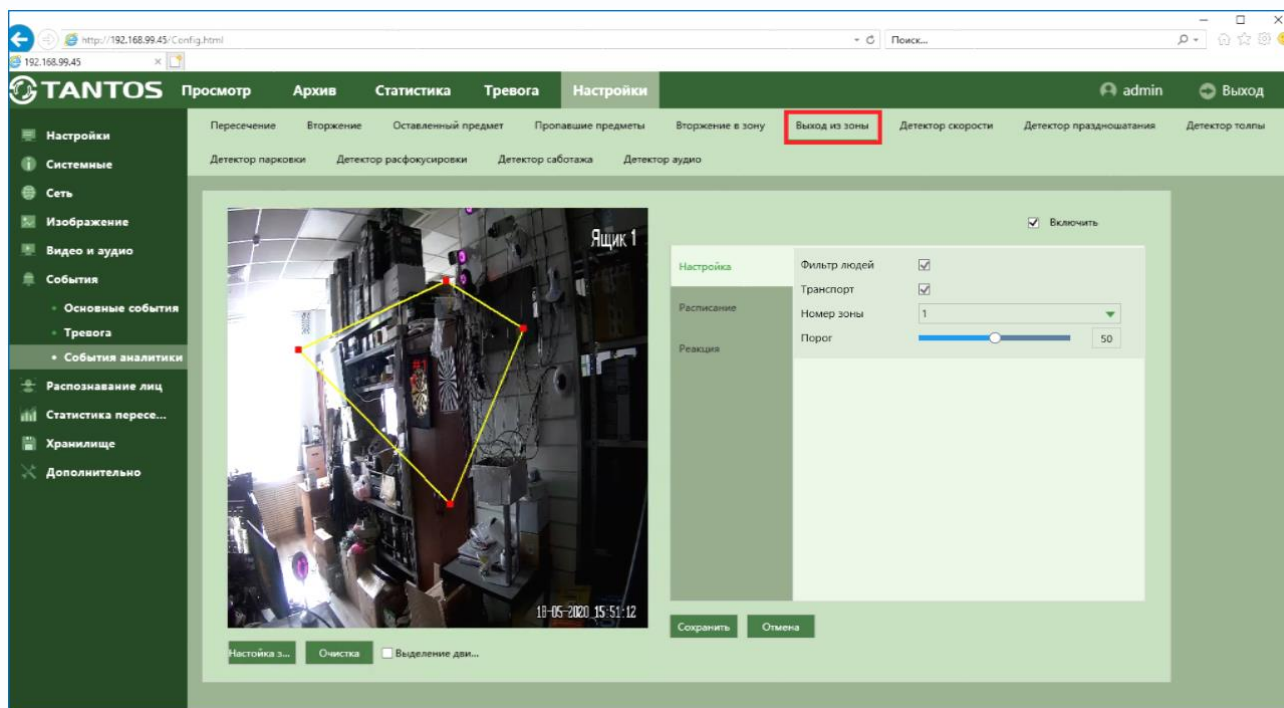 http://192.168.99.45/Config.html
Поиск...
192.168.99.45
TANTOS Просмотр Архив Статистика Тревога Настройки admin Выход
Настройки
Системные
Сеть
Изображение
Видео и аудио
События
Основные события
Тревога
События аналитики
Распознавание лиц
Статистика пересе...
Хранилище
Дополнительно
Пересечение Вторжение Оставленный предмет Пропавшие предметы Вторжение в зону Выход из зоны Детектор скорости Детектор праздношатания Детектор толпы
Детектор парковки Детектор расфокусировки Детектор саботажа Детектор аудио
Ящик 1
#1
18-05-2020 15:51:12
Настойка з...
Очистка
Выделение дви...
Включить
Настройка
Расписание
Реакция
Фильтр людей
Транспорт
Номер зоны 1
Порог 50
Сохранить
Отмена